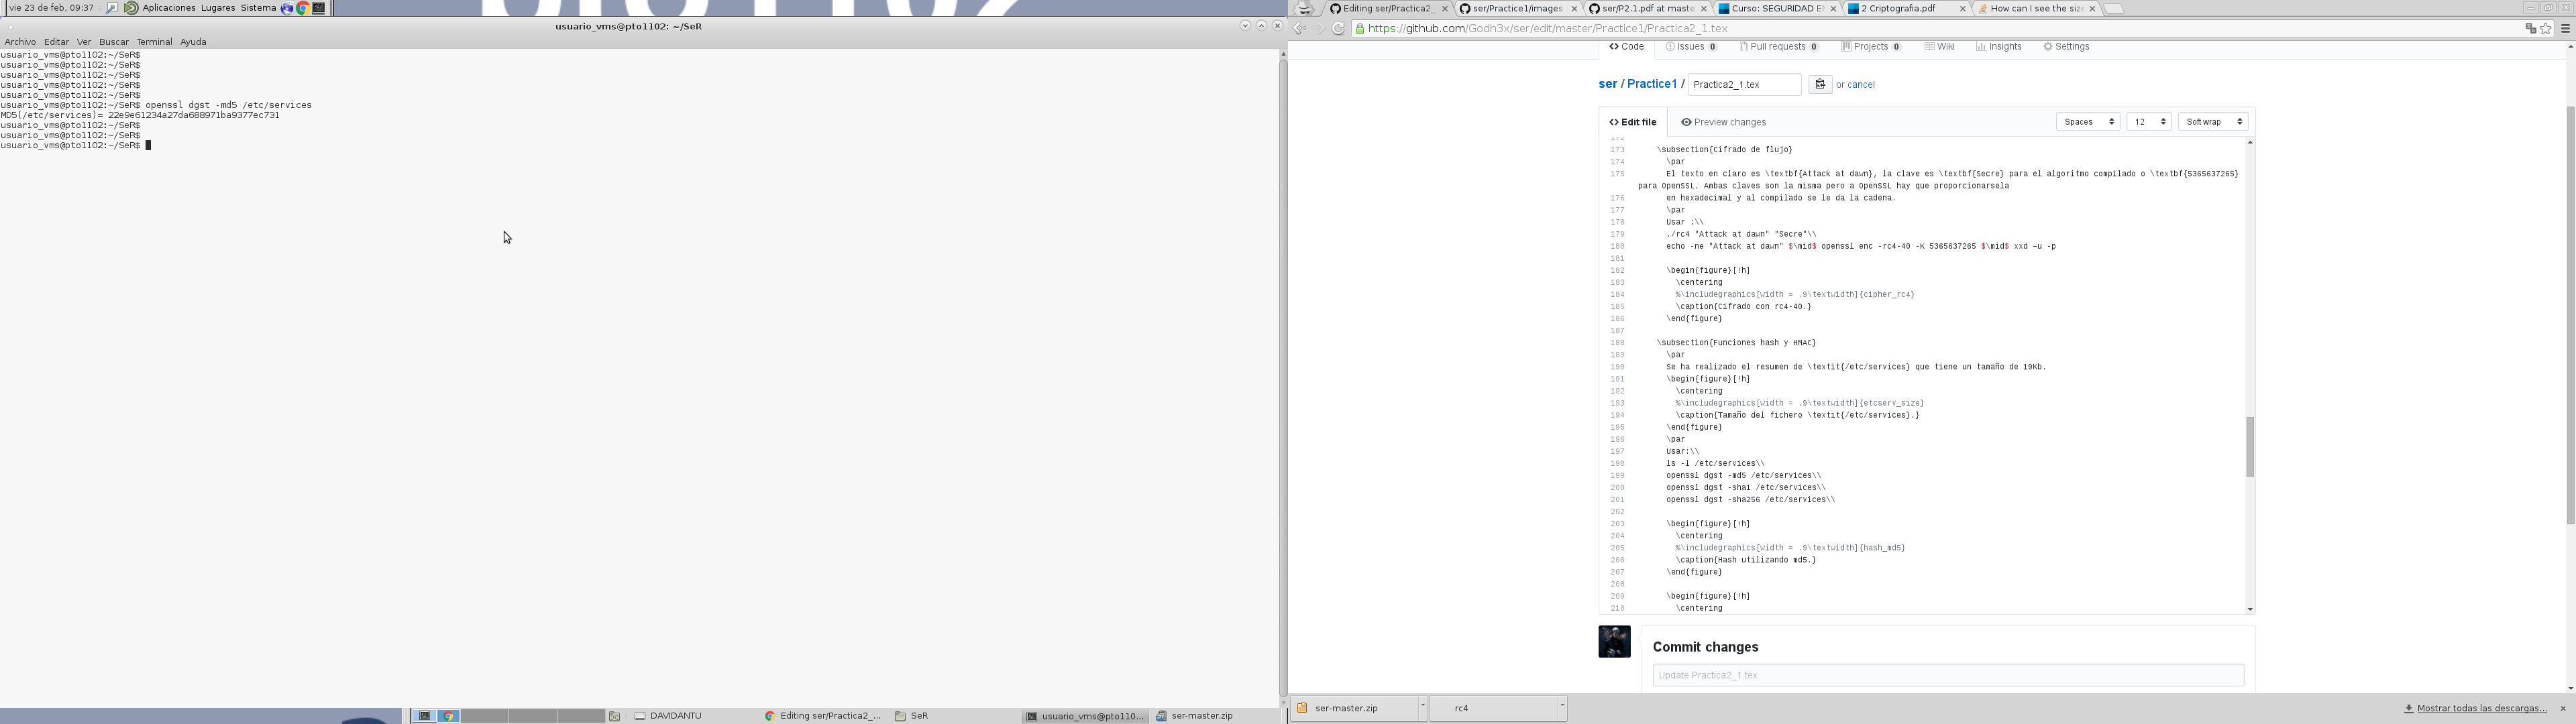 vie 23 de feb, 09:37 Aplicaciones Lugares Sistema
usuario_vms@pto1102: ~/SeR
Archivo Editar Ver Buscar Terminal Ayuda
usuario_vms@pto1102:~/SeR$
usuario_vms@pto1102:~/SeR$
usuario_vms@pto1102:~/SeR$
usuario_vms@pto1102:~/SeR$
usuario_vms@pto1102:~/SeR$
usuario_vms@pto1102:~/SeR$ openssl dgst -md5 /etc/services
MD5(/etc/services)= 22e9e61234a27da688971ba9377ec731
usuario_vms@pto1102:~/SeR$
usuario_vms@pto1102:~/SeR$
usuario_vms@pto1102:~/SeR$
DAVIDANTU
Editing ser/Practica2_...
SeR
usuario_vms@pto110...
ser-master.zip
Editing ser/Practica2_
ser/Practice1/images
ser/P2.1.pdf at maste
Curso: SEGURIDAD E
2 Criptografia.pdf
How can I see the size
https://github.com/Godh3x/ser/edit/master/Practice1/Practica2_1.tex
Code Issues 0 Pull requests 0 Projects 0 Wiki Insights Settings
ser / Practice1 / Practica2_1.tex or cancel
Edit file Preview changes Spaces 12 Soft wrap
172
173 \subsection{Cifrado de flujo}
174 \par
175 El texto en claro es \textbf{Attack at dawn}, la clave es \textbf{Secre} para el algoritmo compilado o \textbf{5365637265}
para OpenSSL. Ambas claves son la misma pero a OpenSSL hay que proporcionarsela
176 en hexadecimal y al compilado se le da la cadena.
177 \par
178 Usar :\\
179 ./rc4 "Attack at dawn" "Secre"\\
180 echo -ne "Attack at dawn" $\mid$ openssl enc -rc4-40 -K 5365637265 $\mid$ xxd –u -p
181
182 \begin{figure}[!h]
183 \centering
184 %\includegraphics[width = .9\textwidth]{cipher_rc4}
185 \caption{Cifrado con rc4-40.}
186 \end{figure}
187
188 \subsection{Funciones hash y HMAC}
189 \par
190 Se ha realizado el resumen de \textit{/etc/services} que tiene un tamaño de 19Kb.
191 \begin{figure}[!h]
192 \centering
193 %\includegraphics[width = .9\textwidth]{etcserv_size}
194 \caption{Tamaño del fichero \textit{/etc/services}.}
195 \end{figure}
196 \par
197 Usar:\\
198 ls -l /etc/services\\
199 openssl dgst -md5 /etc/services\\
200 openssl dgst -sha1 /etc/services\\
201 openssl dgst -sha256 /etc/services\\
202
203 \begin{figure}[!h]
204 \centering
205 %\includegraphics[width = .9\textwidth]{hash_md5}
206 \caption{Hash utilizando md5.}
207 \end{figure}
208
209 \begin{figure}[!h]
210 \centering
Commit changes
Update Practica2_1.tex
ser-master.zip
rc4
Mostrar todas las descargas...